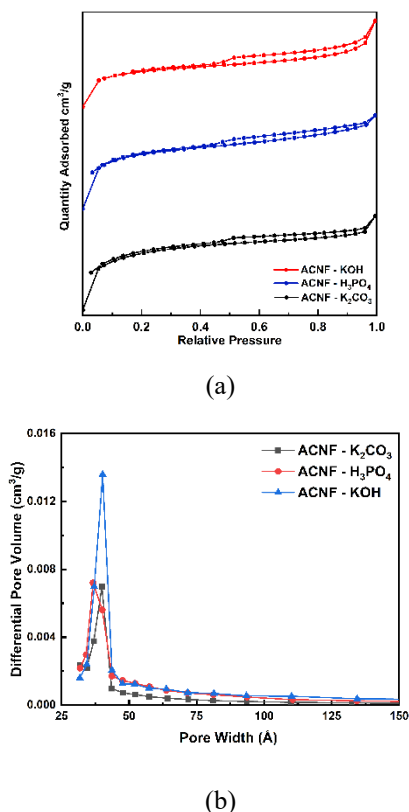 Quantity Adsorbed cm³/g
ACNF - KOH
ACNF - H₃PO₄
ACNF - K₂CO₃
0.0 0.2 0.4 0.6 0.8 1.0
Relative Pressure
(a)
Differential Pore Volume (cm³/g)
0.016
0.012
0.008
0.004
0.000
ACNF - K₂CO₃
ACNF - H₃PO₄
ACNF - KOH
25 50 75 100 125 150
Pore Width (Å)
(b)